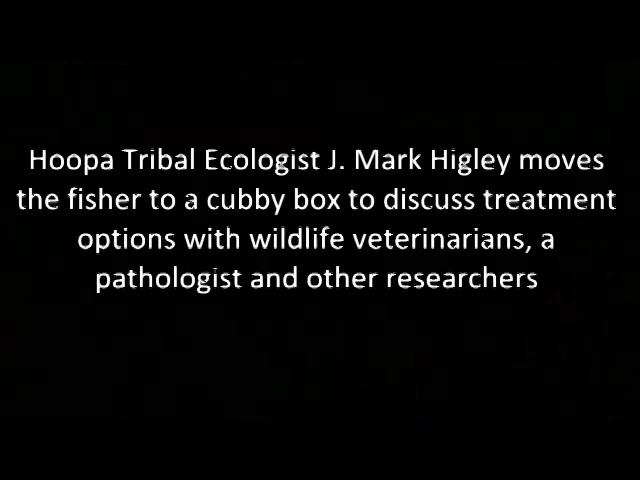 Hoopa Tribal Ecologist J. Mark Higley moves
the fisher to a cubby box to discuss treatment
options with wildlife veterinarians, a
pathologist and other researchers